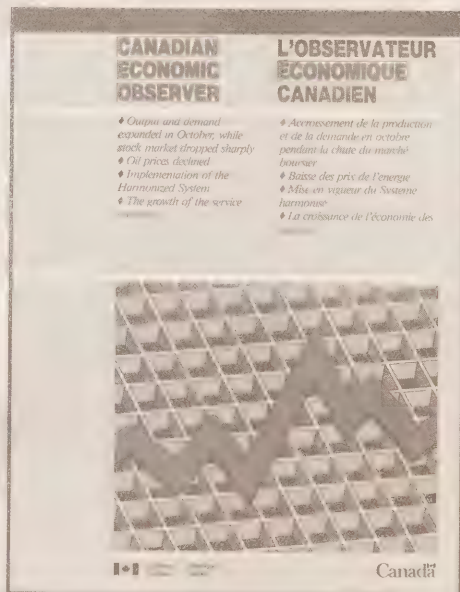 CANADIAN
ECONOMIC
OBSERVER
♦ Output and demand
expanded in October, while
stock market dropped sharply
♦ Oil prices declined
♦ Implementation of the
Harmonized System
♦ The growth of the service
L'OBSERVATEUR
ÉCONOMIQUE
CANADIEN
♦ Accroissement de la production
et de la demande en octobre
pendant la chute du marché
boursier
♦ Baisse des prix de l'énergie
♦ Mise en vigueur du Système
harmonisé
♦ La croissance de l'économie des
Canada